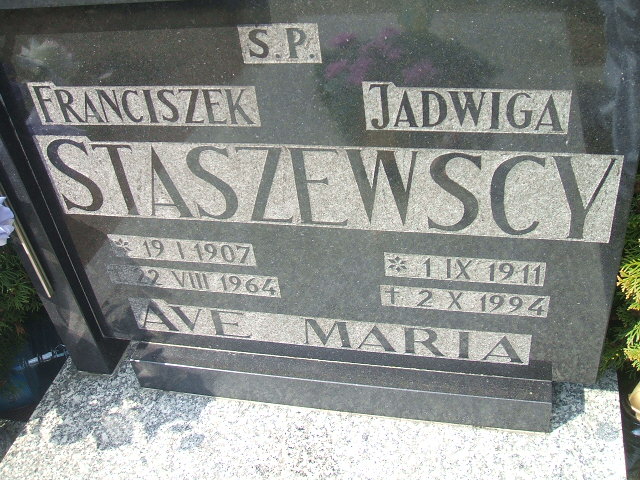 S.P.
FRANCISZEK JADWIGA
STASZEWSCY
* 19 I 1907 * 1 IX 1911
22 VIII 1964 † 2 X 1994
AVE MARIA